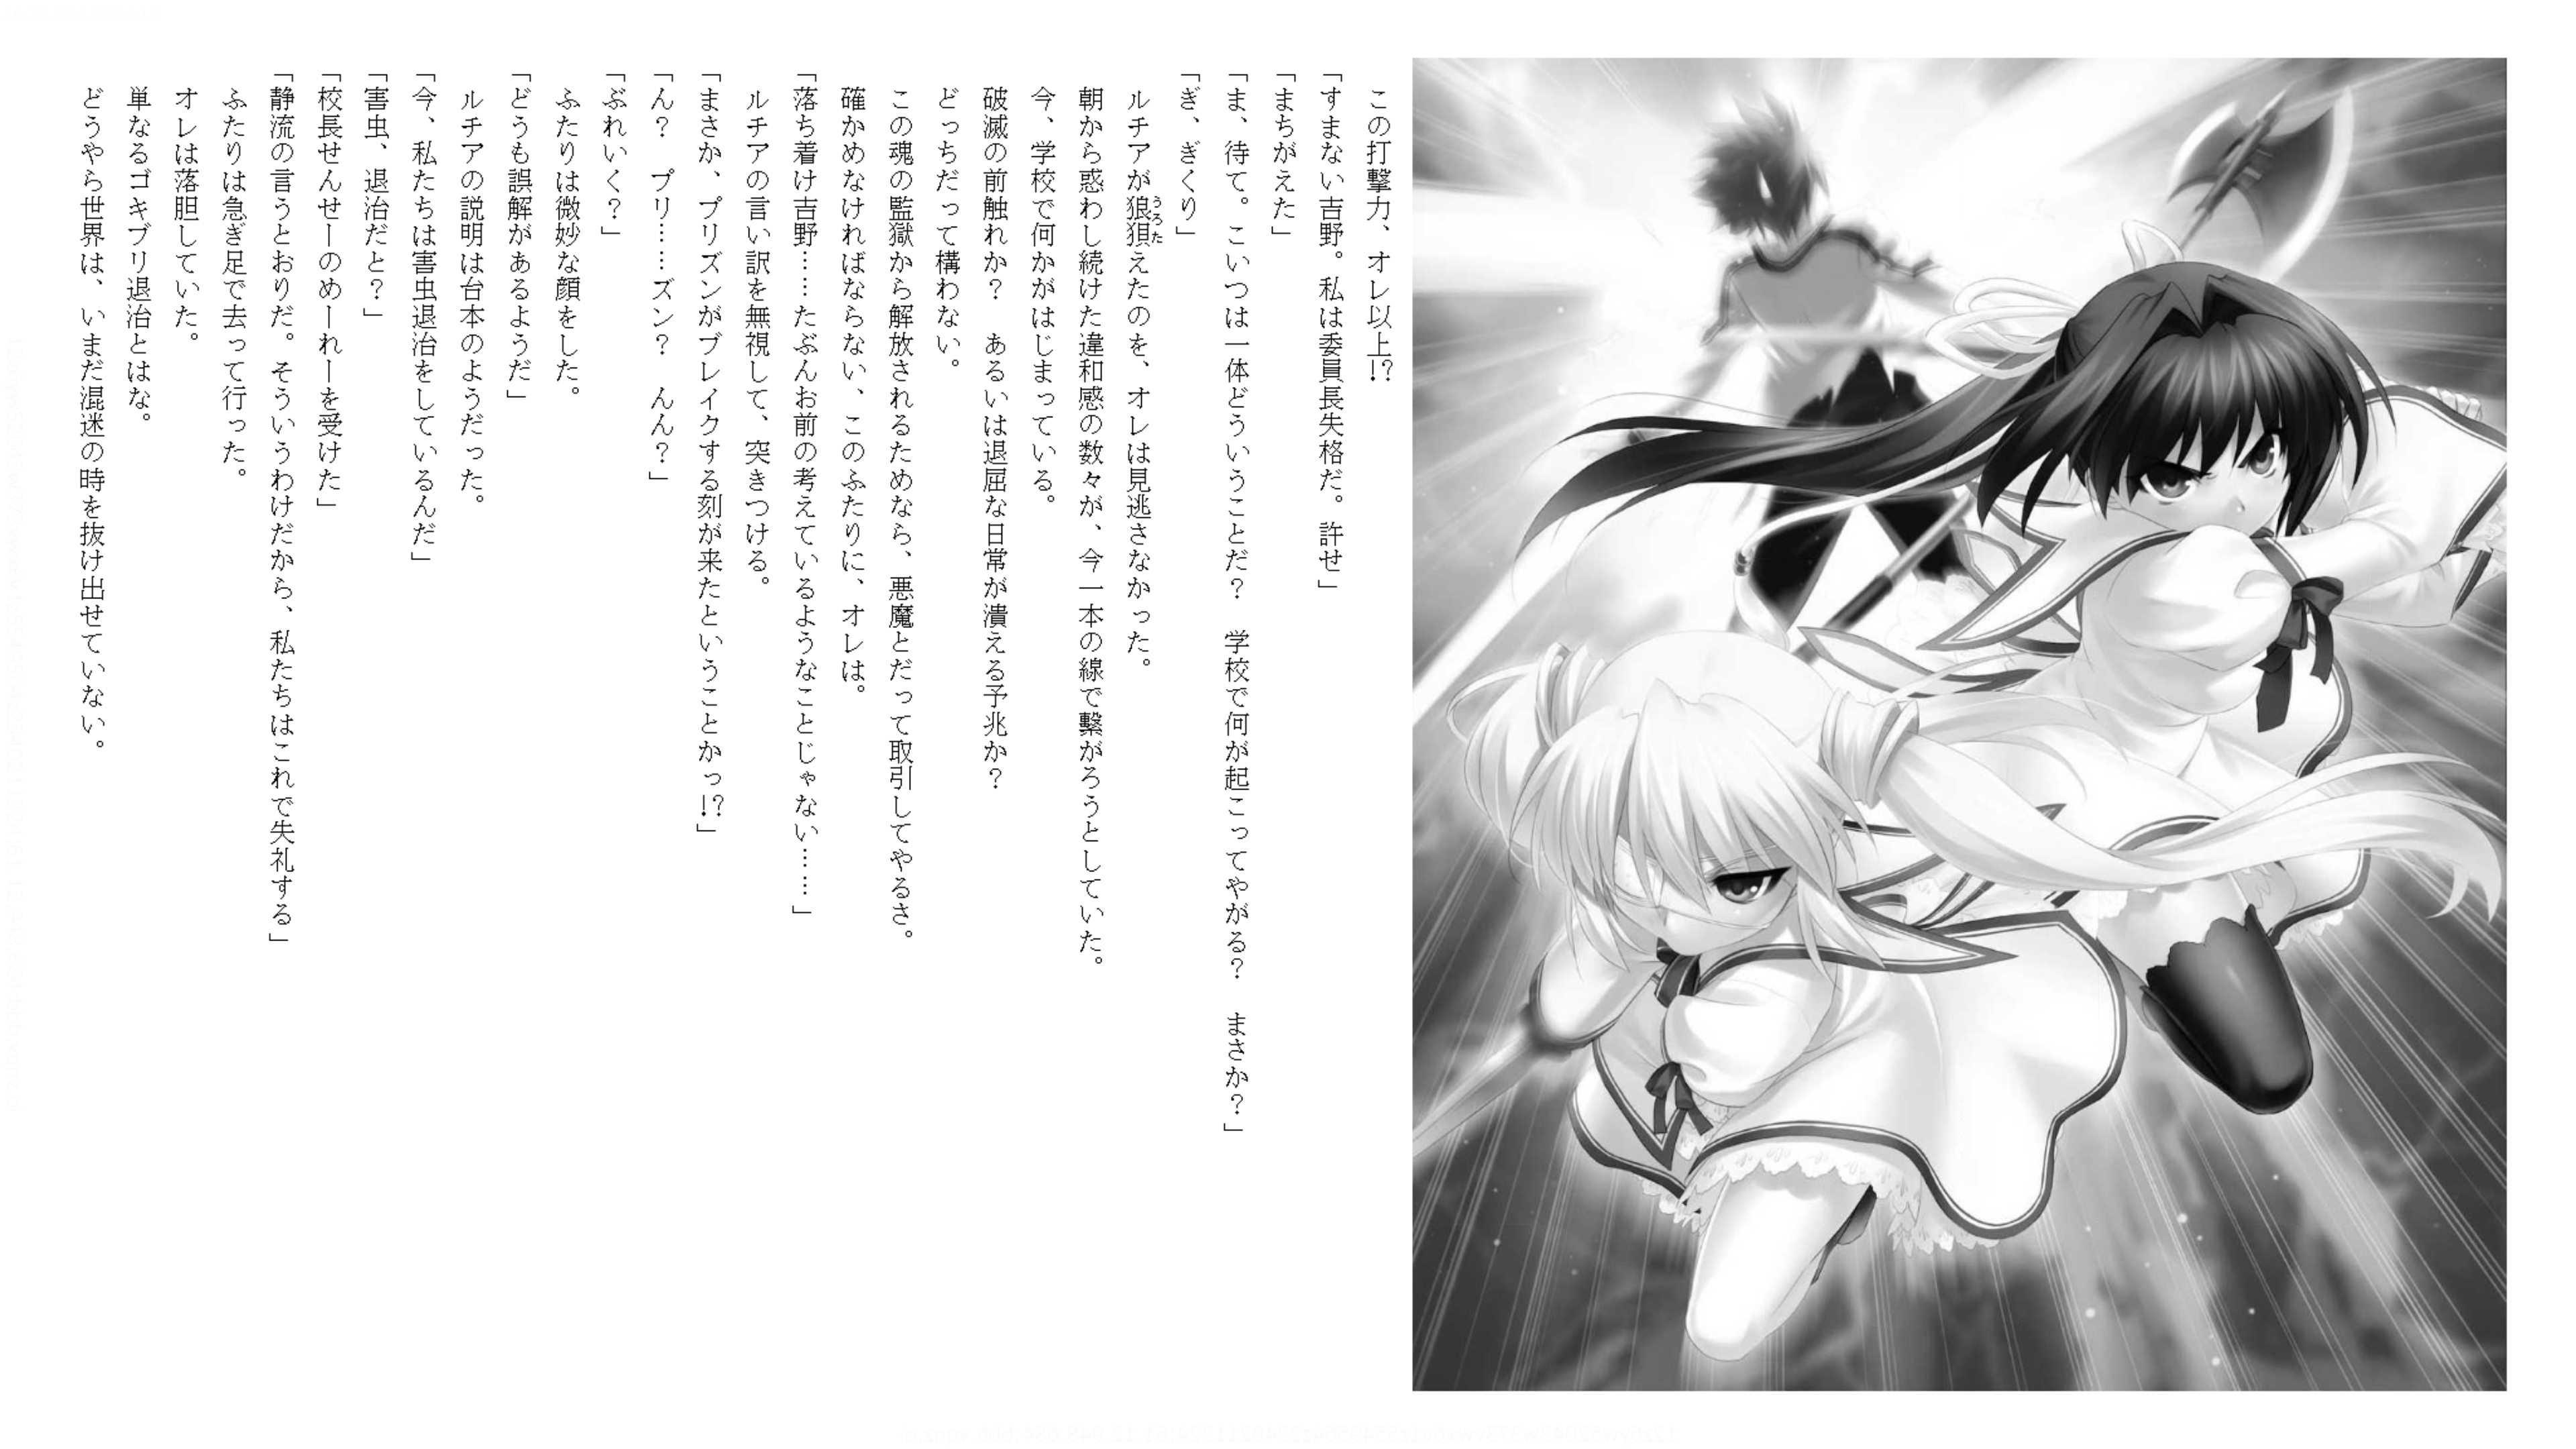 この打撃力、オレ以上!?
「すまない吉野。私は委員長失格だ。許せ」
「まちがえた」
「ま、待て。こいつは一体どういうことだ？　学校で何が起こってやがる？　まさか？」
「ぎ、ぎくり」
ルチアが狼狽うろたえたのを、オレは見逃さなかった。
朝から惑わし続けた違和感の数々が、今一本の線で繋がろうとしていた。
今、学校で何かがはじまっている。
破滅の前触れか？　あるいは退屈な日常が潰える予兆か？
どっちだって構わない。
この魂の監獄から解放されるためなら、悪魔とだって取引してやるさ。
確かめなければならない、このふたりに、オレは。
「落ち着け吉野……たぶんお前の考えているようなことじゃない……」
ルチアの言い訳を無視して、突きつける。
「まさか、プリズンがブレイクする刻が来たということかっ!?」
「ん？　プリ……ズン？　んん？」
「ぶれいく？」
ふたりは微妙な顔をした。
「どうも誤解があるようだ」
ルチアの説明は台本のようだった。
「今、私たちは害虫退治をしているんだ」
「害虫、退治だと？」
「校長せんせーのめーれーを受けた」
「静流の言うとおりだ。そういうわけだから、私たちはこれで失礼する」
ふたりは急ぎ足で去って行った。
オレは落胆していた。
単なるゴキブリ退治とはな。
どうやら世界は、いまだ混迷の時を抜け出せていない。